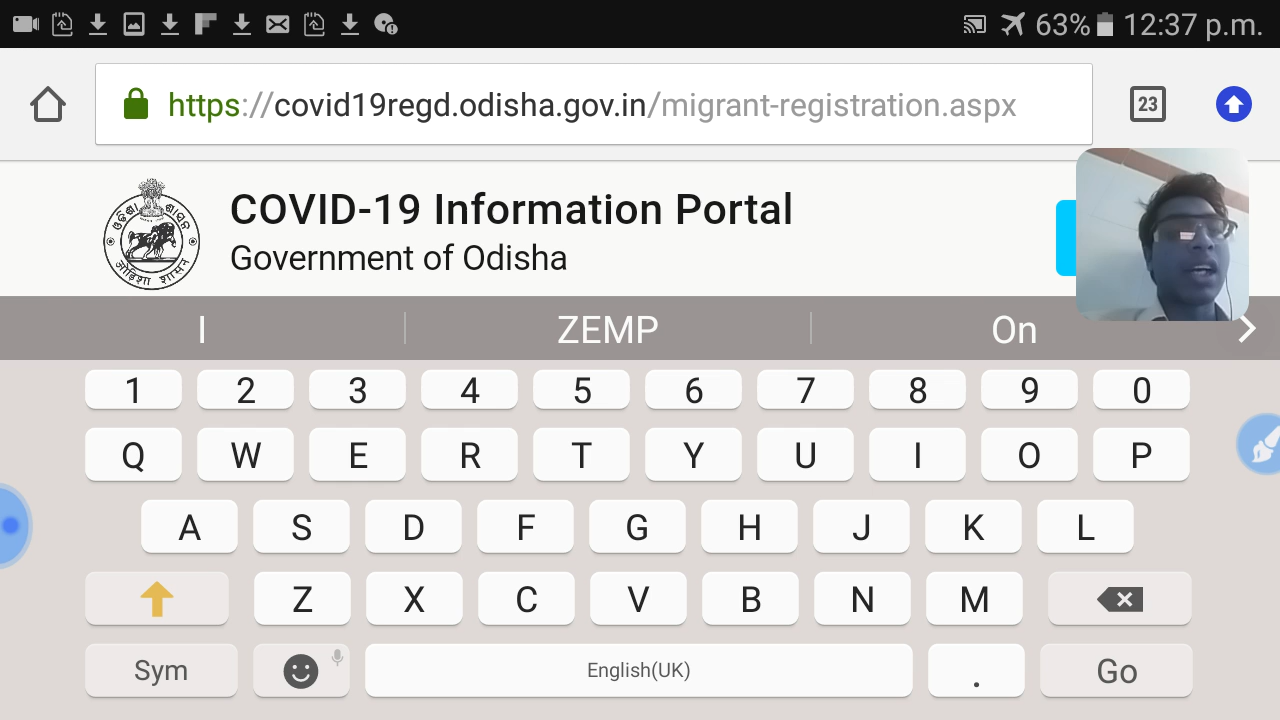 63% 12:37 p.m.
https://covid19regd.odisha.gov.in/migrant-registration.aspx
23
COVID-19 Information Portal
Government of Odisha
I ZEMP On
1 2 3 4 5 6 7 8 9 0
Q W E R T Y U I O P
A S D F G H J K L
Z X C V B N M
Sym English(UK) . Go